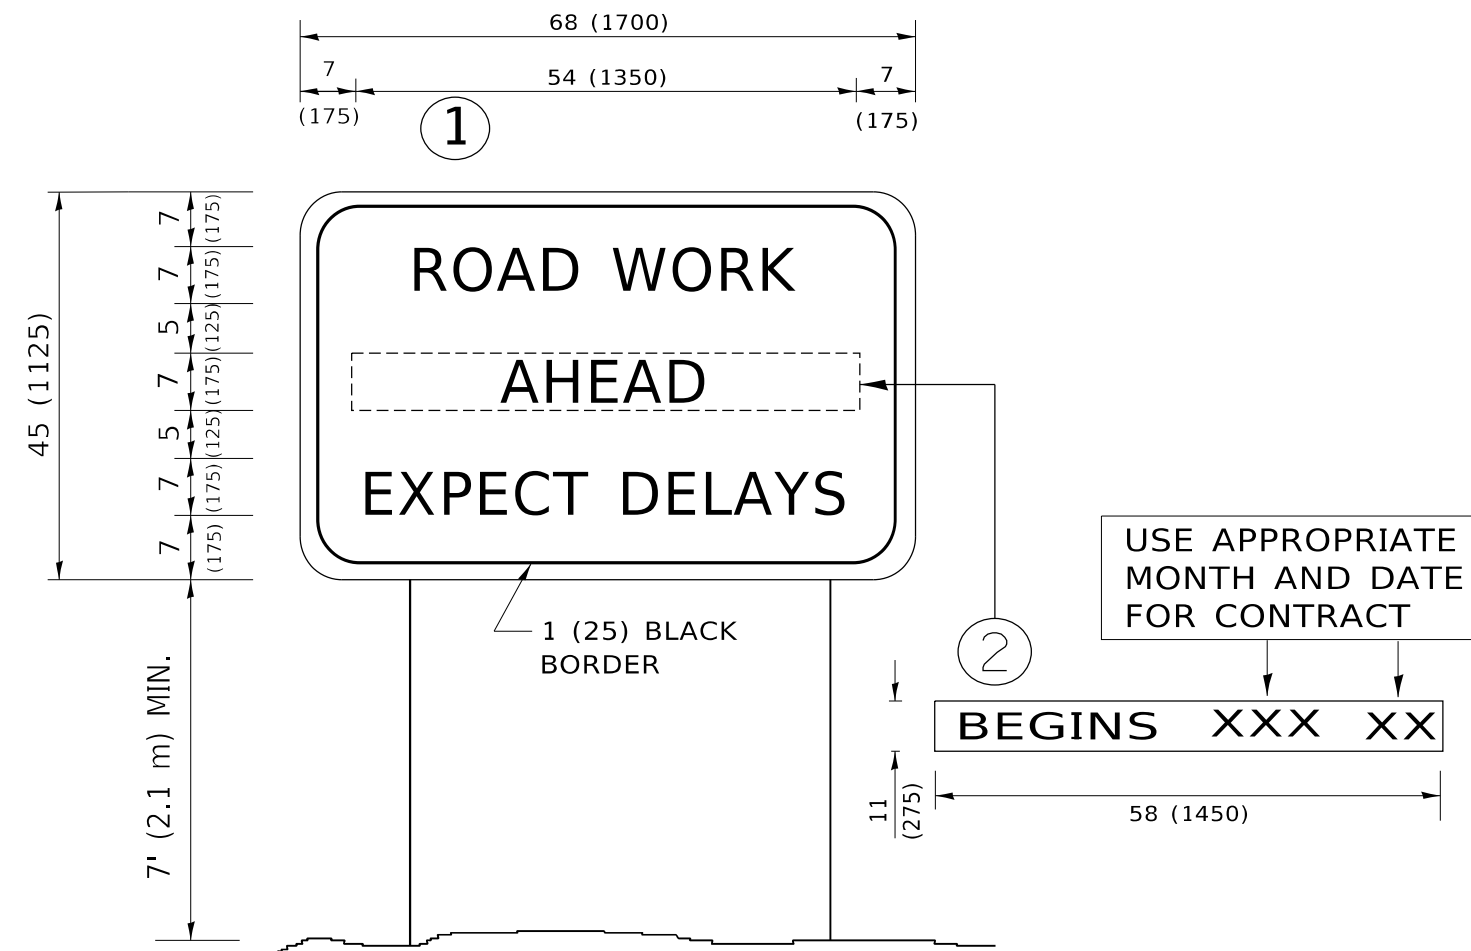 68 (1700)
7
54 (1350)
7
(175)
(175)
1
7
(175)
7
(175)
5
(125)
7
(175)
5
(125)
7
(175)
7
(175)
45 (1125)
ROAD WORK
AHEAD
EXPECT DELAYS
1 (25) BLACK
BORDER
7' (2.1 m) MIN.
USE APPROPRIATE
MONTH AND DATE
FOR CONTRACT
2
BEGINS XXX XX
11
(275)
58 (1450)